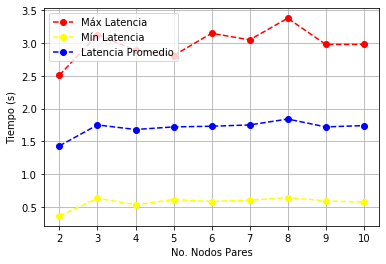 Máx Latencia
Mín Latencia
Latencia Promedio
Tiempo (s)
3.5
3.0
2.5
2.0
1.5
1.0
0.5
2 3 4 5 6 7 8 9 10
No. Nodos Pares